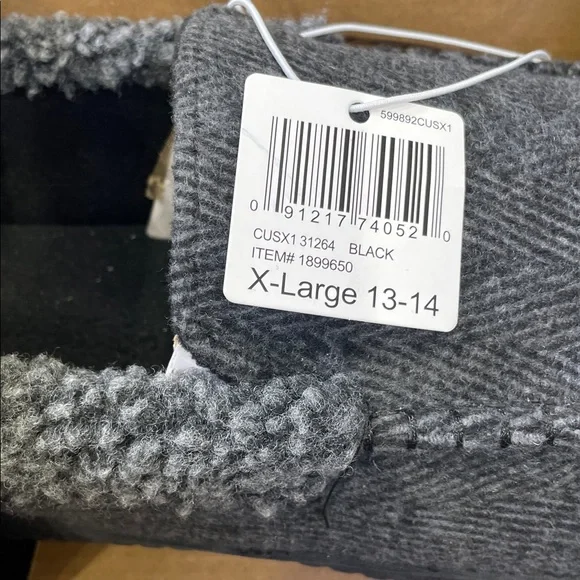 599892CUSX1
0 91217 74052 0
CUSX1 31264 BLACK
ITEM# 1899650
X-Large 13-14